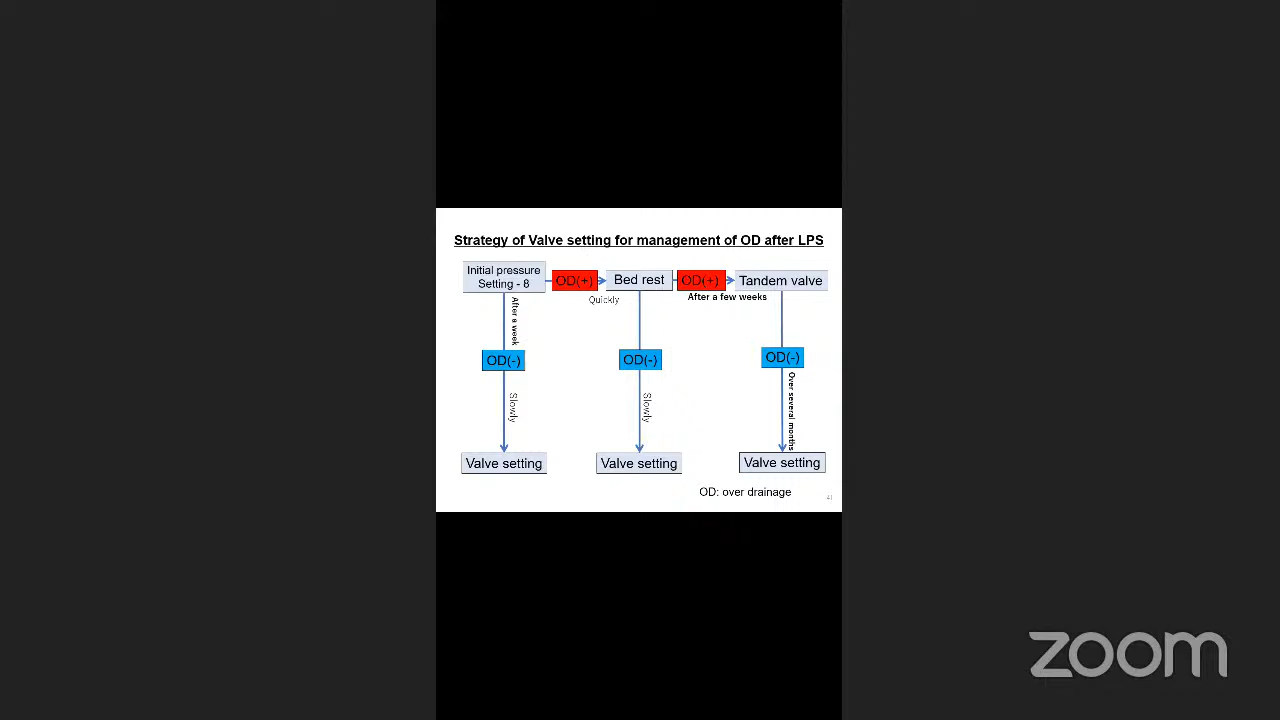 Strategy of Valve setting for management of OD after LPS
Initial pressure
Setting - 8
OD(+)
Quickly
Bed rest
OD(+)
After a few weeks
Tandem valve
After a week
OD(-)
OD(-)
OD(-)
Slowly
Slowly
Over several months
Valve setting
Valve setting
Valve setting
OD: over drainage
41
zoom